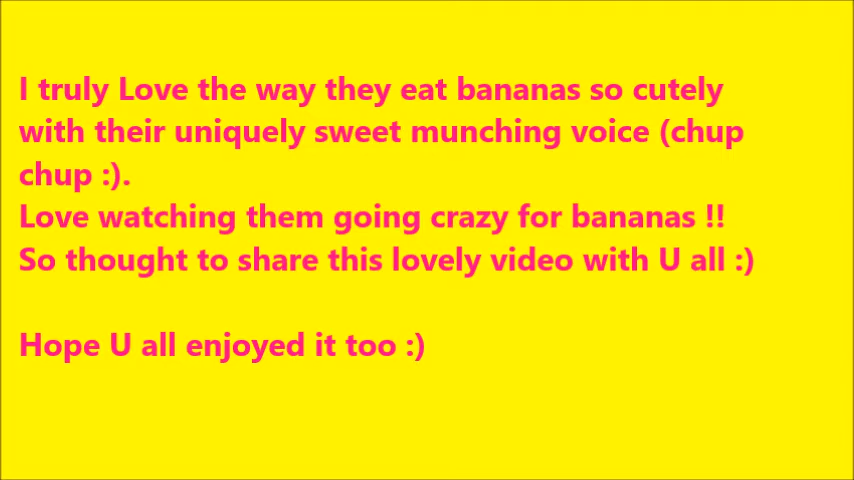 I truly Love the way they eat bananas so cutely
with their uniquely sweet munching voice (chup
chup :).
Love watching them going crazy for bananas !!
So thought to share this lovely video with U all :)
Hope U all enjoyed it too :)